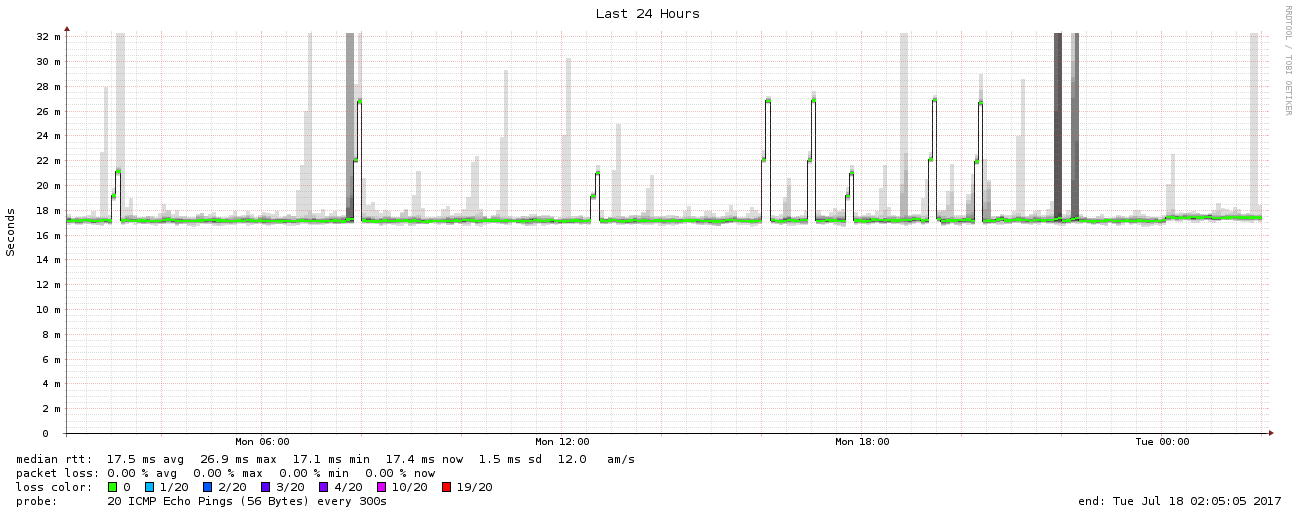 Last 24 Hours
RRDTOOL / TOBI OETIKER
Seconds
32 m
30 m
28 m
26 m
24 m
22 m
20 m
18 m
16 m
14 m
12 m
10 m
8 m
6 m
4 m
2 m
0
Mon 06:00 Mon 12:00 Mon 18:00 Tue 00:00
median rtt: 17.5 ms avg 26.9 ms max 17.1 ms min 17.4 ms now 1.5 ms sd 12.0 am/s
packet loss: 0.00 % avg 0.00 % max 0.00 % min 0.00 % now
loss color: 0 1/20 2/20 3/20 4/20 10/20 19/20
probe: 20 ICMP Echo Pings (56 Bytes) every 300s end: Tue Jul 18 02:05:05 2017